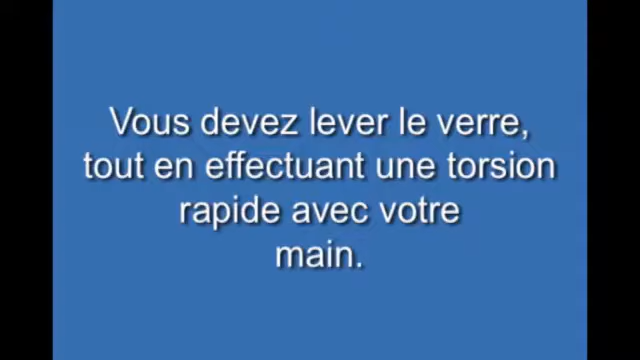 Vous devez lever le verre,
tout en effectuant une torsion
rapide avec votre
main.